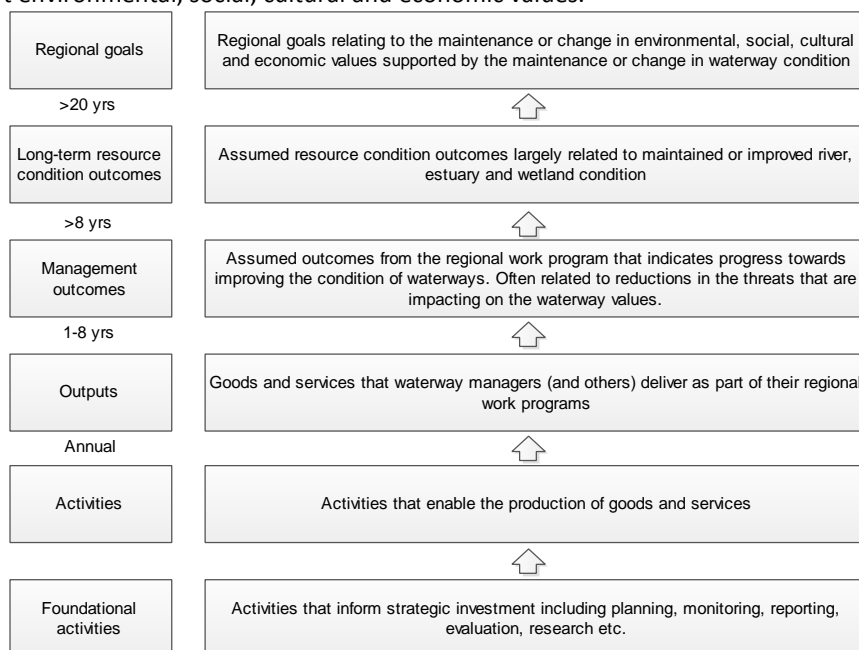 t environmental, social, cultural and economic values.
Regional goals
Regional goals relating to the maintenance or change in environmental, social, cultural
and economic values supported by the maintenance or change in waterway condition
>20 yrs
Long-term resource
condition outcomes
Assumed resource condition outcomes largely related to maintained or improved river,
estuary and wetland condition
>8 yrs
Management
outcomes
Assumed outcomes from the regional work program that indicates progress towards
improving the condition of waterways. Often related to reductions in the threats that are
impacting on the waterway values.
1-8 yrs
Outputs
Goods and services that waterway managers (and others) deliver as part of their regional
work programs
Annual
Activities
Activities that enable the production of goods and services
Foundational
activities
Activities that inform strategic investment including planning, monitoring, reporting,
evaluation, research etc.